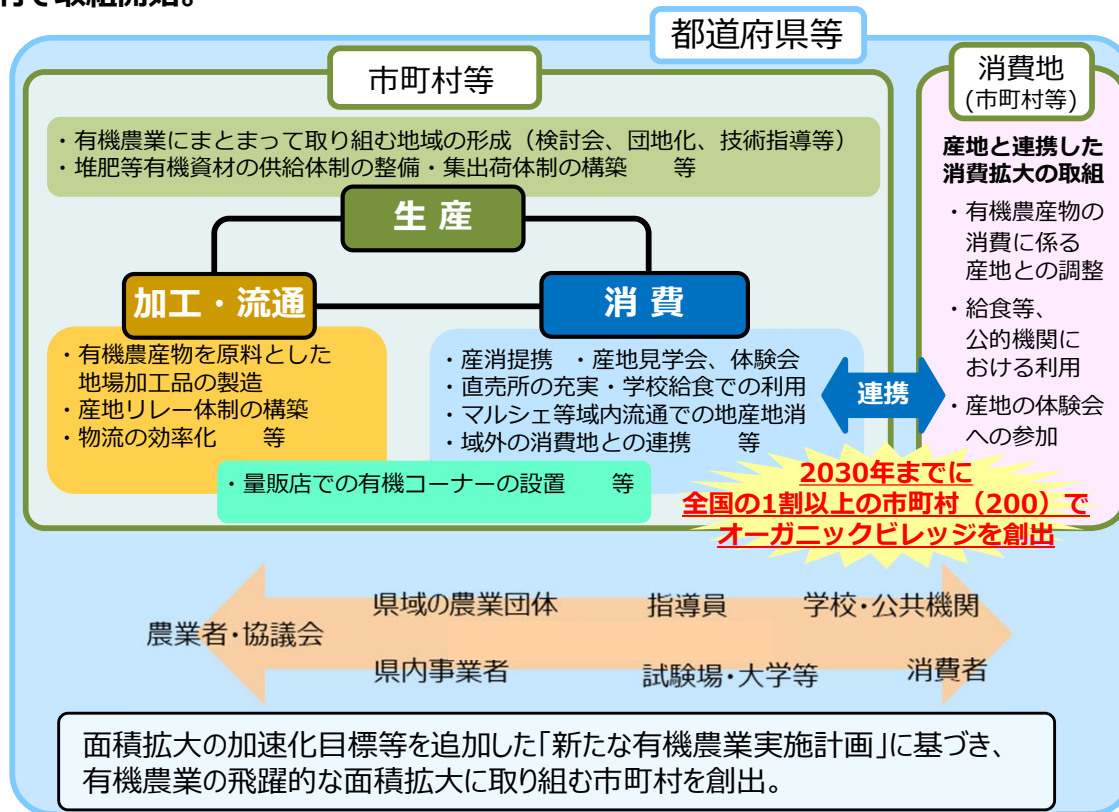 で取組開始。
都道府県等
市町村等
・有機農業にまとまって取り組む地域の形成（検討会、団地化、技術指導等）
・堆肥等有機資材の供給体制の整備・集出荷体制の構築　　等
生 産
加工・流通
・有機農産物を原料とした
地場加工品の製造
・産地リレー体制の構築
・物流の効率化　　等
消 費
・産消提携　・産地見学会、体験会
・直売所の充実・学校給食での利用
・マルシェ等域内流通での地産地消
・域外の消費地との連携　　等
・量販店での有機コーナーの設置　　等
連携
消費地
(市町村等)
産地と連携した
消費拡大の取組
・有機農産物の
消費に係る
産地との調整
・給食等、
公的機関に
おける利用
・産地の体験会
への参加
2030年までに
全国の1割以上の市町村（200）で
オーガニックビレッジを創出
県域の農業団体　指導員　学校・公共機関
農業者・協議会
県内事業者　試験場・大学等　消費者
面積拡大の加速化目標等を追加した「新たな有機農業実施計画」に基づき、
有機農業の飛躍的な面積拡大に取り組む市町村を創出。